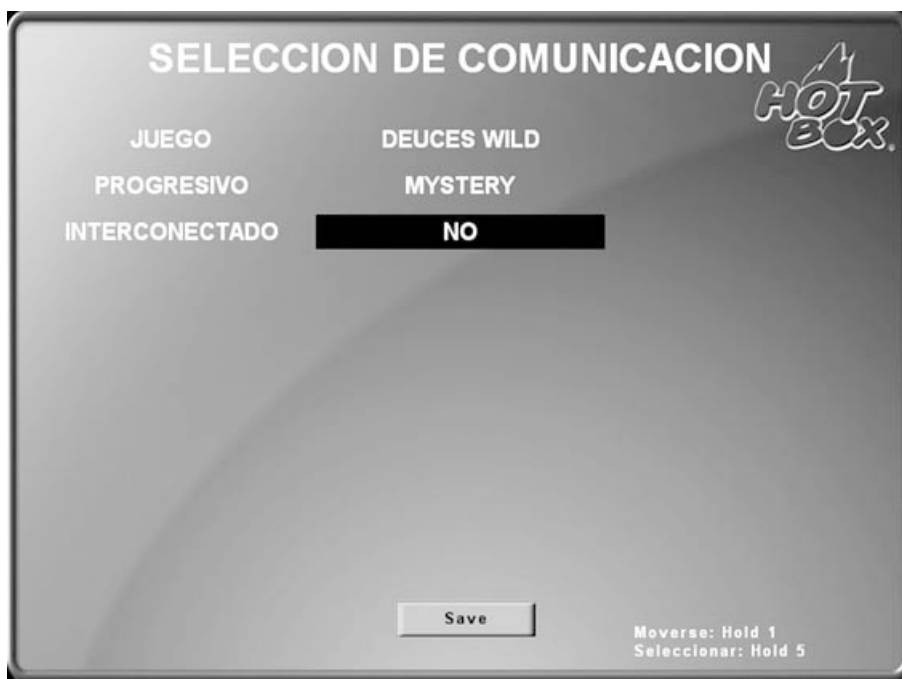 SELECCION DE COMUNICACION
HOT
BOX.
JUEGO DEUCES WILD
PROGRESIVO MYSTERY
INTERCONECTADO NO
Save
Moverse: Hold 1
Seleccionar: Hold 5